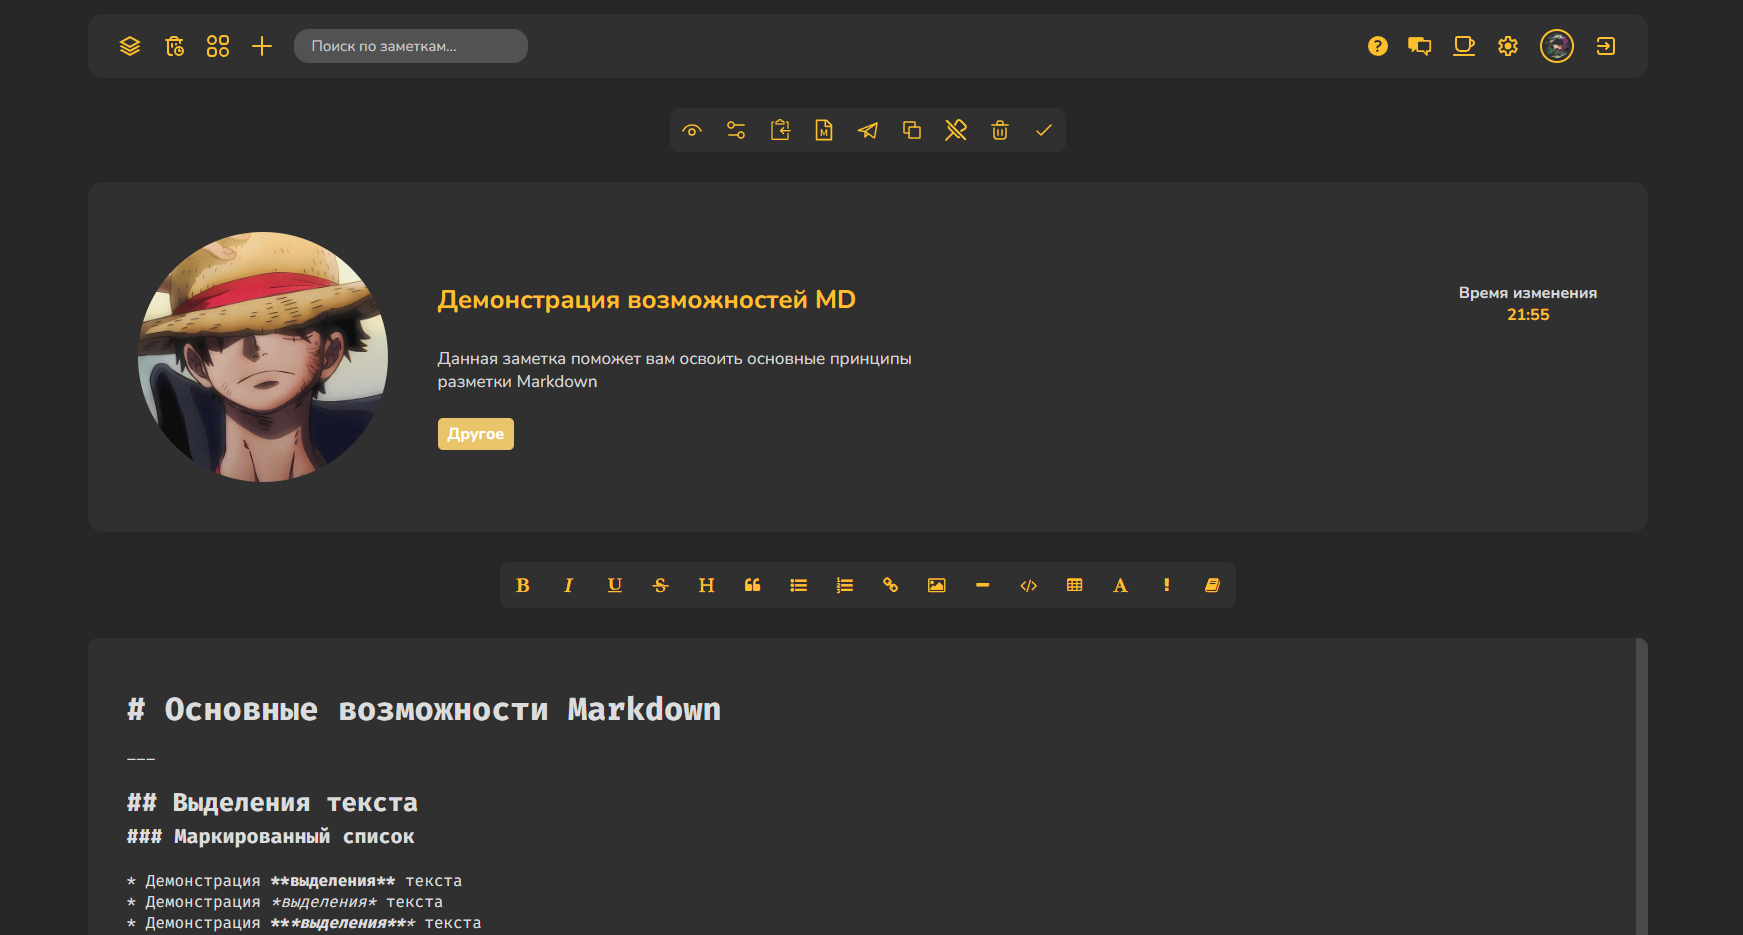 Поиск по заметкам...
Демонстрация возможностей MD
Время изменения
21:55
Данная заметка поможет вам освоить основные принципы
разметки Markdown
Другое
B I U S H A !
# Основные возможности Markdown
---
## Выделения текста
### Маркированный список
* Демонстрация **выделения** текста
* Демонстрация *выделения* текста
* Демонстрация ***выделения*** текста